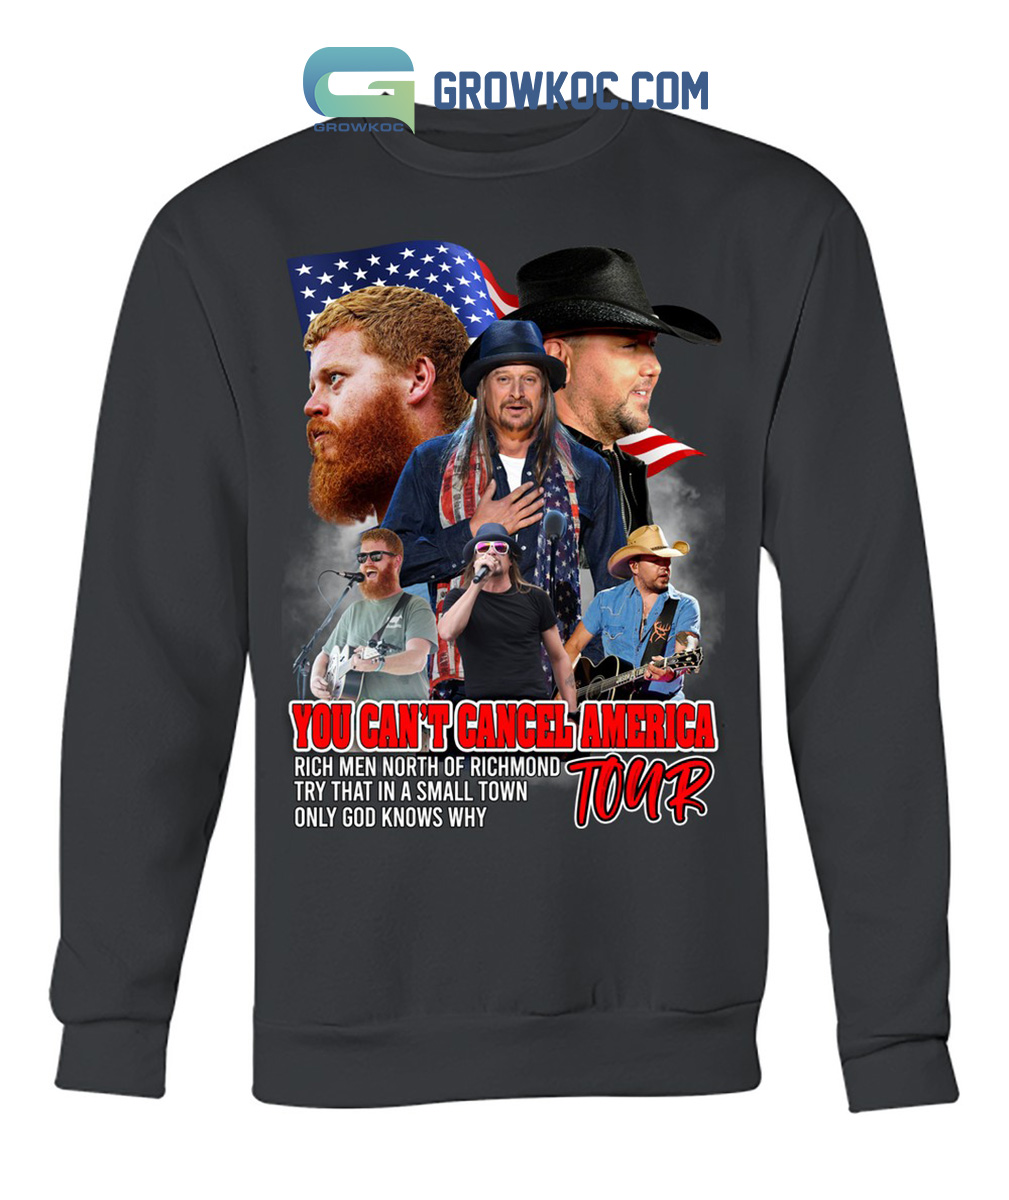 GROWKOC.COM
GROWKOC
YOU CAN'T CANCEL AMERICA
TOUR
RICH MEN NORTH OF RICHMOND
TRY THAT IN A SMALL TOWN
ONLY GOD KNOWS WHY